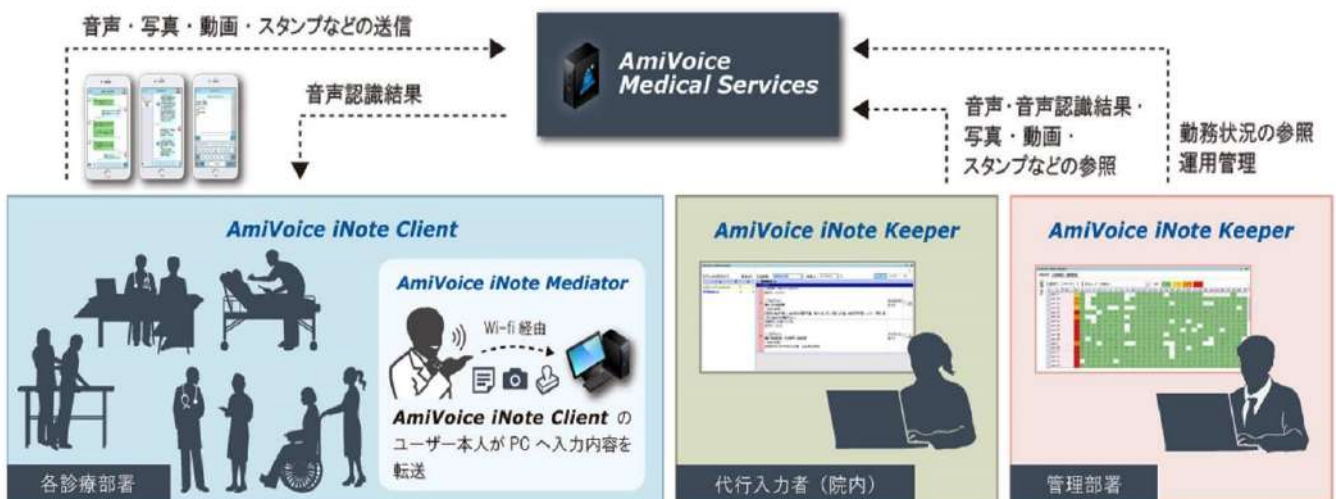 音声・写真・動画・スタンプなどの送信
音声認識結果
AmiVoice
Medical Services
音声・音声認識結果・
写真・動画・
スタンプなどの参照
勤務状況の参照
運用管理
AmiVoice iNote Client
AmiVoice iNote Mediator
Wi-fi 経由
AmiVoice iNote Client の
ユーザー本人が PC へ入力内容を
転送
各診療部署
AmiVoice iNote Keeper
代行入力者（院内）
AmiVoice iNote Keeper
管理部署